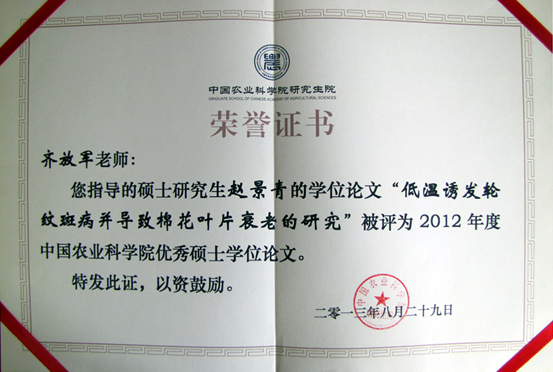 中国农业科学院研究生院
GRADUATE SCHOOL OF CHINESE ACADEMY OF AGRICULTURAL SCIENCES
荣誉证书
齐放军老师：
您指导的硕士研究生赵景青的学位论文“低温诱发轮
纹斑病并导致棉花叶片衰老的研究”被评为2012年度
中国农业科学院优秀硕士学位论文。
特发此证，以资鼓励。
二零一三年八月二十九日